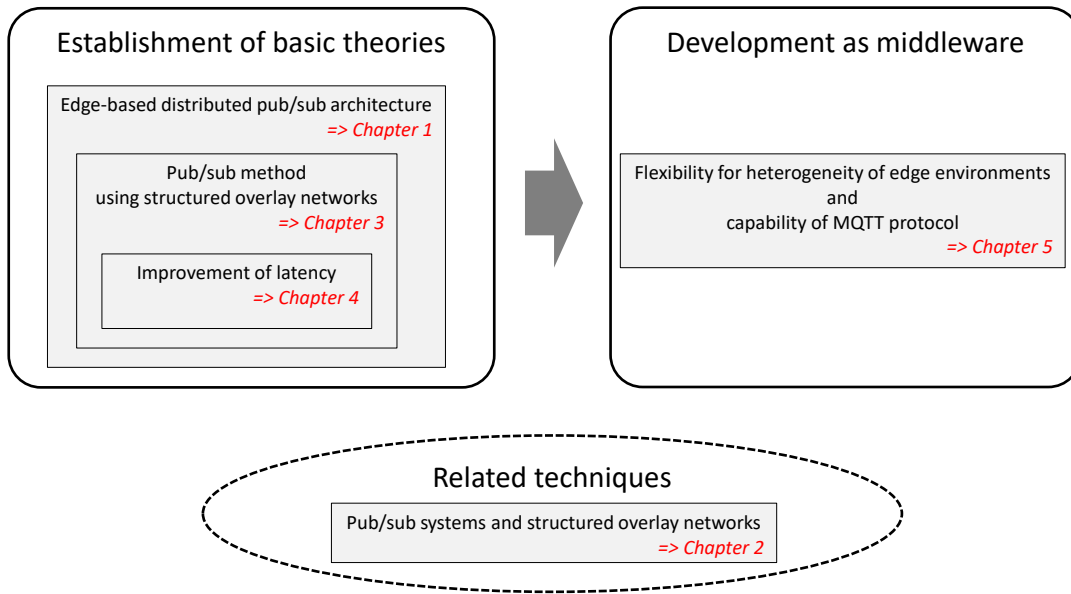 Establishment of basic theories
Edge-based distributed pub/sub architecture
=> Chapter 1
Pub/sub method
using structured overlay networks
=> Chapter 3
Improvement of latency
=> Chapter 4
Development as middleware
Flexibility for heterogeneity of edge environments
and
capability of MQTT protocol
=> Chapter 5
Related techniques
Pub/sub systems and structured overlay networks
=> Chapter 2